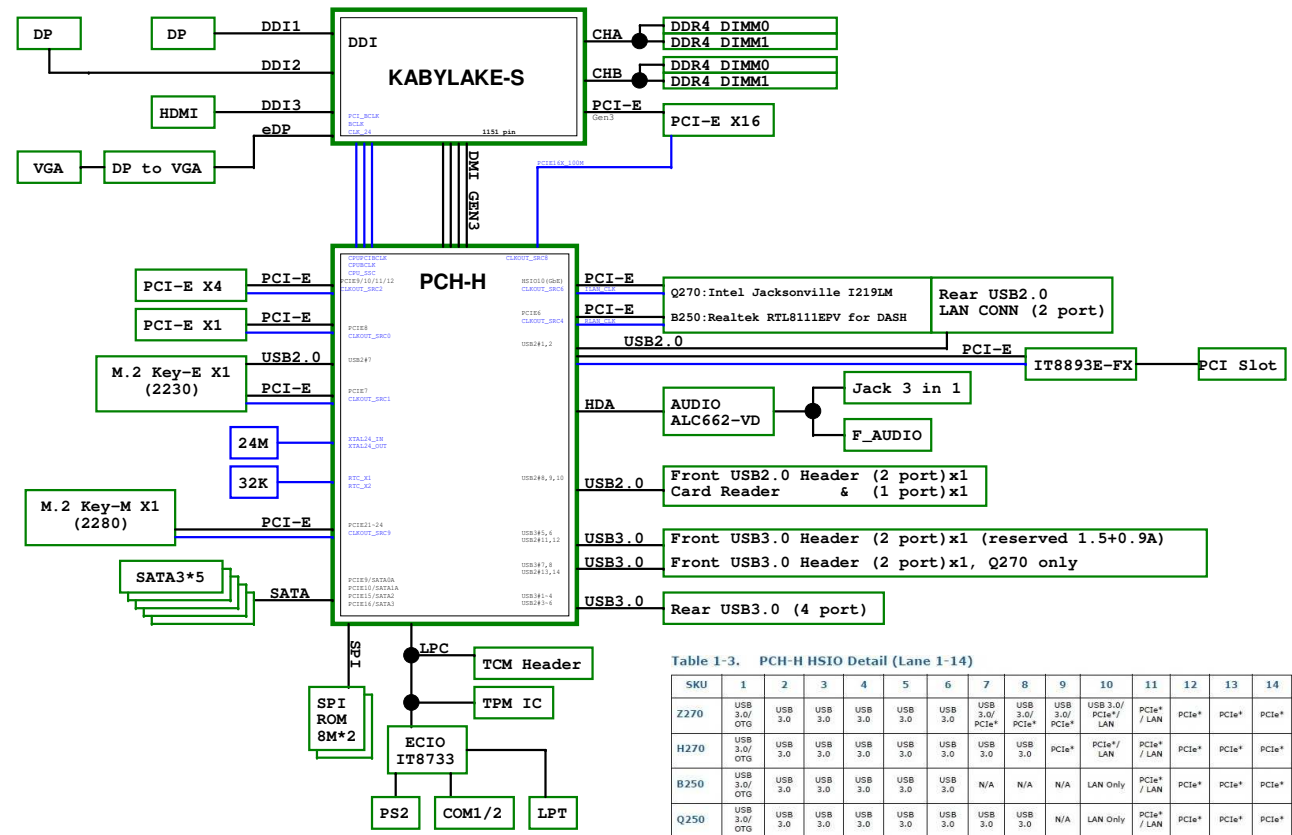 DP
DP
DDI1
DDI2
HDMI
DDI3
eDP
VGA
DP to VGA
DDI
KABYLAKE-S
PCI_BCLK
BCLK
CLK_24
1151 pin
CHA
DDR4 DIMM0
DDR4 DIMM1
CHB
DDR4 DIMM0
DDR4 DIMM1
PCI-E
Gen3
PCI-E X16
PCIE16X_100M
DMI GEN3
PCH-H
CPUPCIBCLK
CPUBCLK
CPU_SSC
PCIE9/10/11/12
CLKOUT_SRC2
CLKOUT_SRC8
PCI-E X4
PCI-E
PCI-E X1
PCI-E
PCIE8
CLKOUT_SRC0
M.2 Key-E X1
(2230)
USB2.0
USB2#7
PCI-E
PCIE7
CLKOUT_SRC1
24M
XTAL24_IN
XTAL24_OUT
32K
RTC_X1
RTC_X2
M.2 Key-M X1
(2280)
PCI-E
PCIE21-24
CLKOUT_SRC9
SATA3*5
SATA
PCIE9/SATA0A
PCIE10/SATA1A
PCIE15/SATA2
PCIE16/SATA3
HSIO10(GbE)
CLKOUT_SRC6
PCI-E
Q270:Intel Jacksonville I219LM
PCIE6
CLKOUT_SRC4
PCI-E
B250:Realtek RTL8111EPV for DASH
Rear USB2.0
LAN CONN (2 port)
USB2#1,2
USB2.0
PCI-E
IT8893E-FX
PCI Slot
HDA
AUDIO
ALC662-VD
Jack 3 in 1
F_AUDIO
USB2#8,9,10
USB2.0
Front USB2.0 Header (2 port)x1
Card Reader & (1 port)x1
USB3#5,6
USB2#11,12
USB3.0
Front USB3.0 Header (2 port)x1 (reserved 1.5+0.9A)
USB3#7,8
USB2#13,14
USB3.0
Front USB3.0 Header (2 port)x1, Q270 only
USB3#1-4
USB2#3-6
USB3.0
Rear USB3.0 (4 port)
SPI
SPI
ROM
8M*2
LPC
TCM Header
TPM IC
ECIO
IT8733
PS2
COM1/2
LPT
Table 1-3. PCH-H HSIO Detail (Lane 1-14)
SKU 1 2 3 4 5 6 7 8 9 10 11 12 13 14
Z270 USB 3.0/ OTG USB 3.0 USB 3.0 USB 3.0 USB 3.0 USB 3.0 USB 3.0/ PCIe* USB 3.0/ PCIe* USB 3.0/ PCIe* USB 3.0/ PCIe*/ LAN PCIe* / LAN PCIe* PCIe* PCIe*
H270 USB 3.0/ OTG USB 3.0 USB 3.0 USB 3.0 USB 3.0 USB 3.0 USB 3.0 USB 3.0 PCIe* PCIe*/ LAN PCIe* / LAN PCIe* PCIe* PCIe*
B250 USB 3.0/ OTG USB 3.0 USB 3.0 USB 3.0 USB 3.0 USB 3.0 N/A N/A N/A LAN Only PCIe* / LAN PCIe* PCIe* PCIe*
Q250 USB 3.0/ OTG USB 3.0 USB 3.0 USB 3.0 USB 3.0 USB 3.0 USB 3.0 USB 3.0 N/A LAN Only PCIe* / LAN PCIe* PCIe* PCIe*